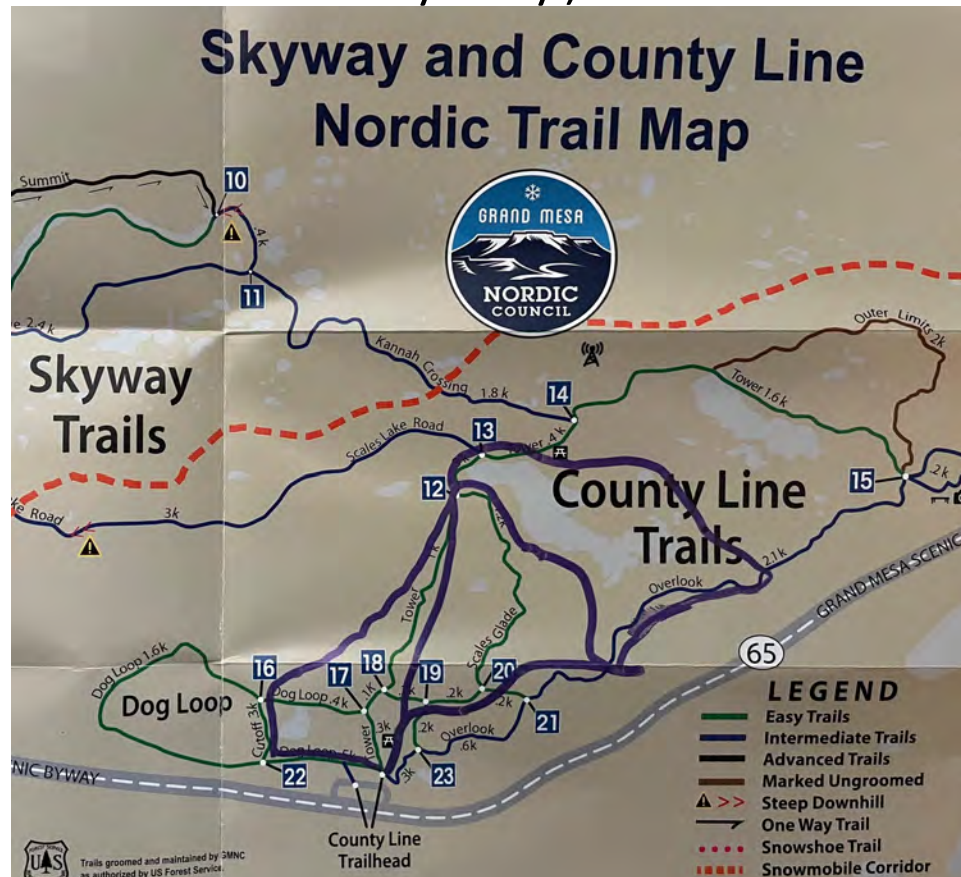 Skyway and County Line
Nordic Trail Map
GRAND MESA
NORDIC
COUNCIL
Summit
10
.4k
11
2.4k
Skyway
Trails
Kannah Crossing
1.8 k
14
Outer Limits 2k
Tower 1.6k
Scales Lake Road
13
Tower .4 k
12
15
.2k
Road
3k
County Line
Trails
2.1k
Overlook
GRAND MESA SCENIC
65
Tower
Scales Glade
Dog Loop 1.6k
Dog Loop
16
17
18
19
20
Dog Loop .4k
.1k
.2k
.2k
21
Cutoff .3k
Tower .3k
.2k
Overlook
.6k
22
Dog Loop .5k
23
.3k
NIC BYWAY
County Line
Trailhead
LEGEND
Easy Trails
Intermediate Trails
Advanced Trails
Marked Ungroomed
>> Steep Downhill
One Way Trail
Snowshoe Trail
Snowmobile Corridor
US
Trails groomed and maintained by GMNC
as authorized by US Forest Service.